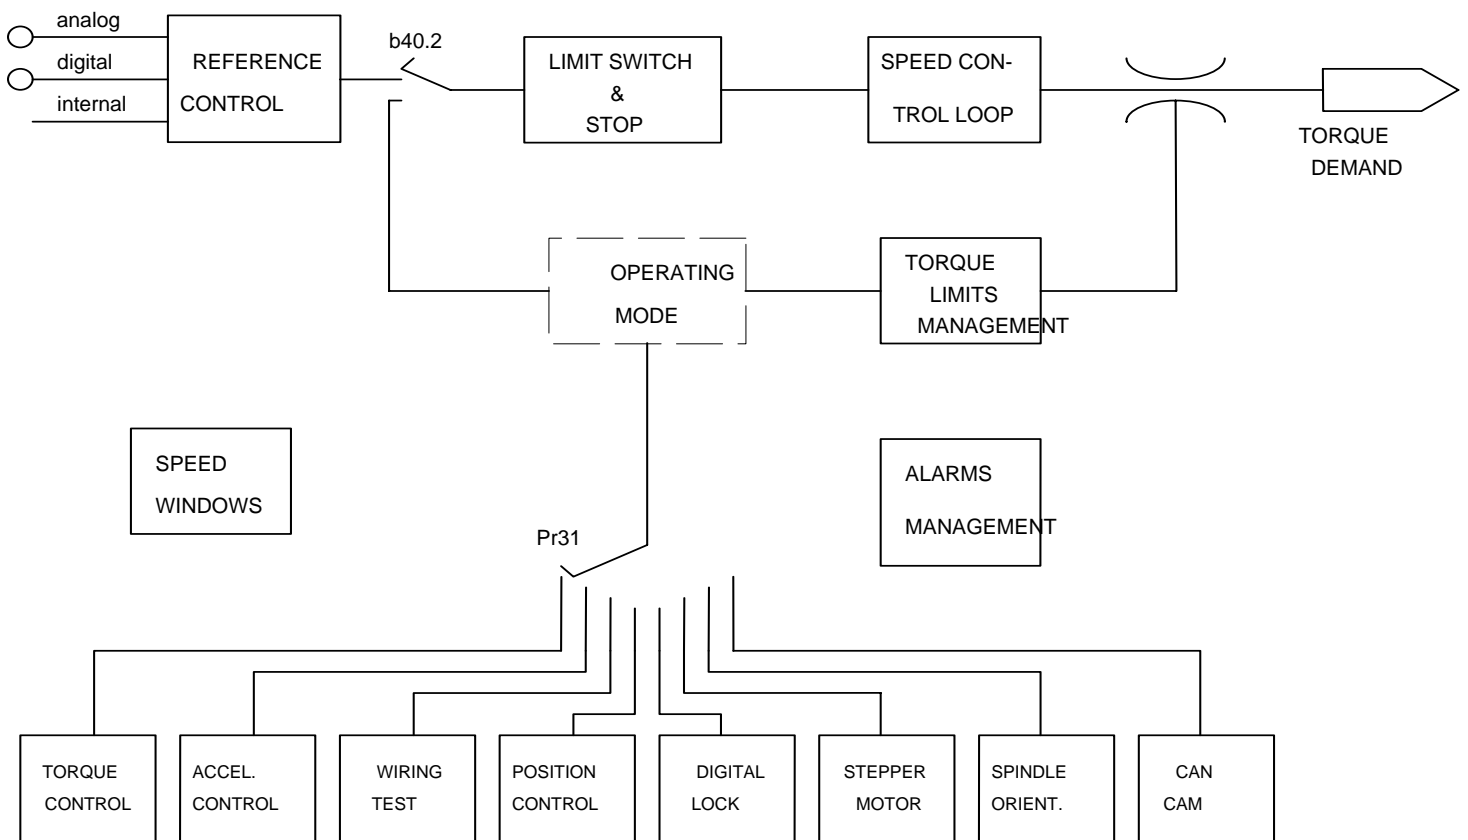 analog
digital
internal
REFERENCE
CONTROL
b40.2
LIMIT SWITCH
&
STOP
SPEED CON-
TROL LOOP
TORQUE
DEMAND
OPERATING
MODE
TORQUE
LIMITS
MANAGEMENT
SPEED
WINDOWS
ALARMS
MANAGEMENT
Pr31
TORQUE
CONTROL
ACCEL.
CONTROL
WIRING
TEST
POSITION
CONTROL
DIGITAL
LOCK
STEPPER
MOTOR
SPINDLE
ORIENT.
CAN
CAM